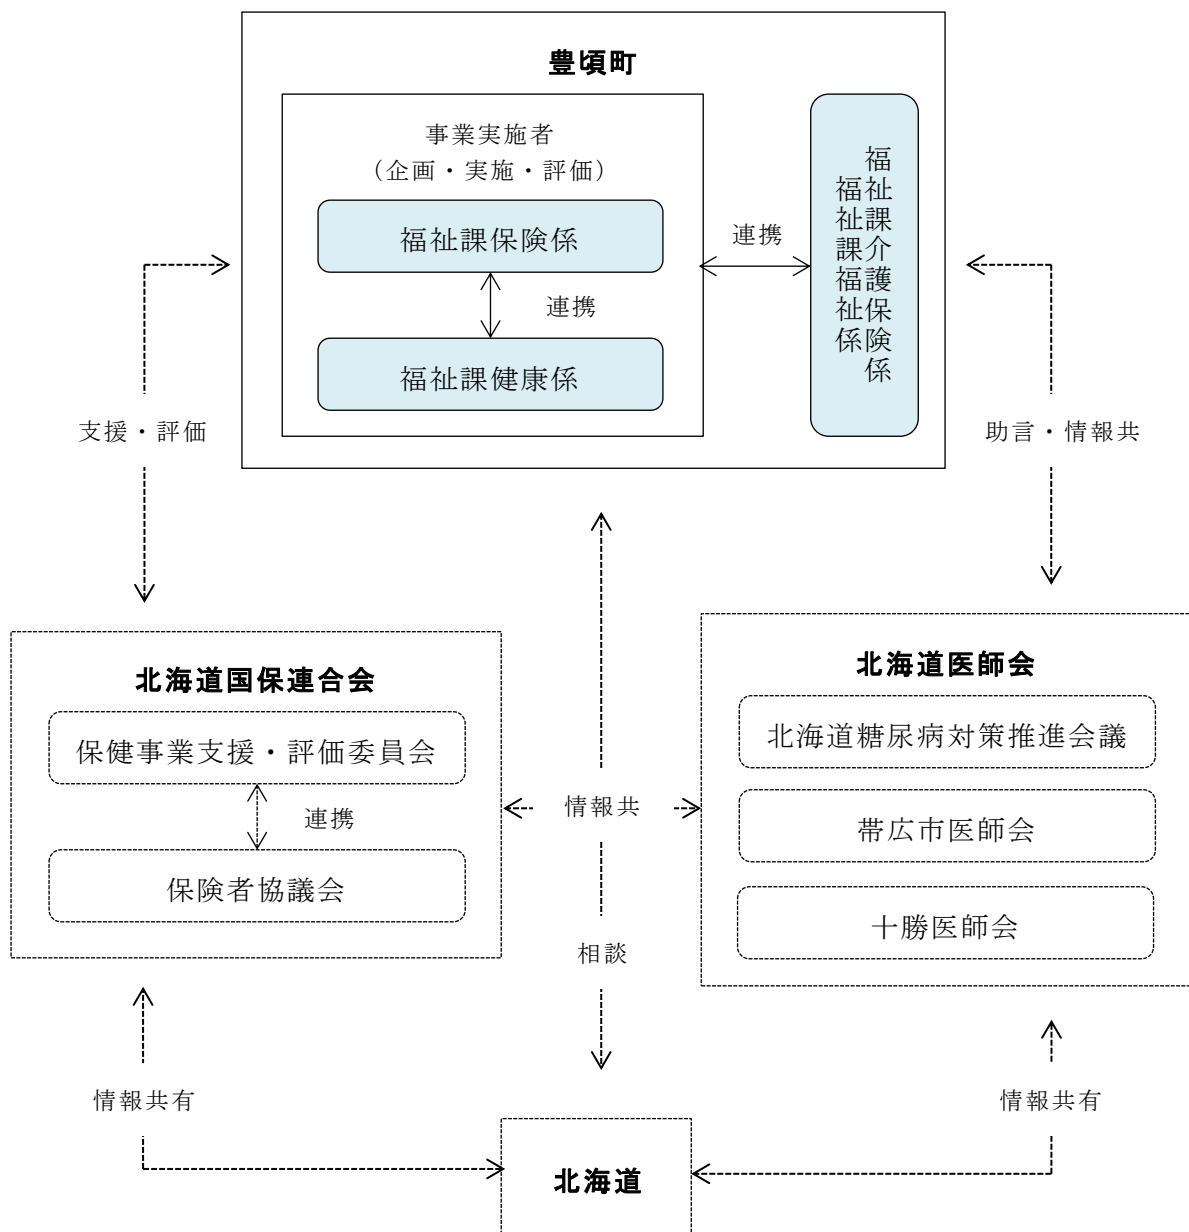 豊頃町
事業実施者
（企画・実施・評価）
福祉課保険係
連携
福祉課健康係
連携
福祉課介護保険係
福祉課福祉係
支援・評価
助言・情報共
北海道国保連合会
保健事業支援・評価委員会
連携
保険者協議会
情報共
相談
北海道医師会
北海道糖尿病対策推進会議
帯広市医師会
十勝医師会
情報共有
情報共有
北海道